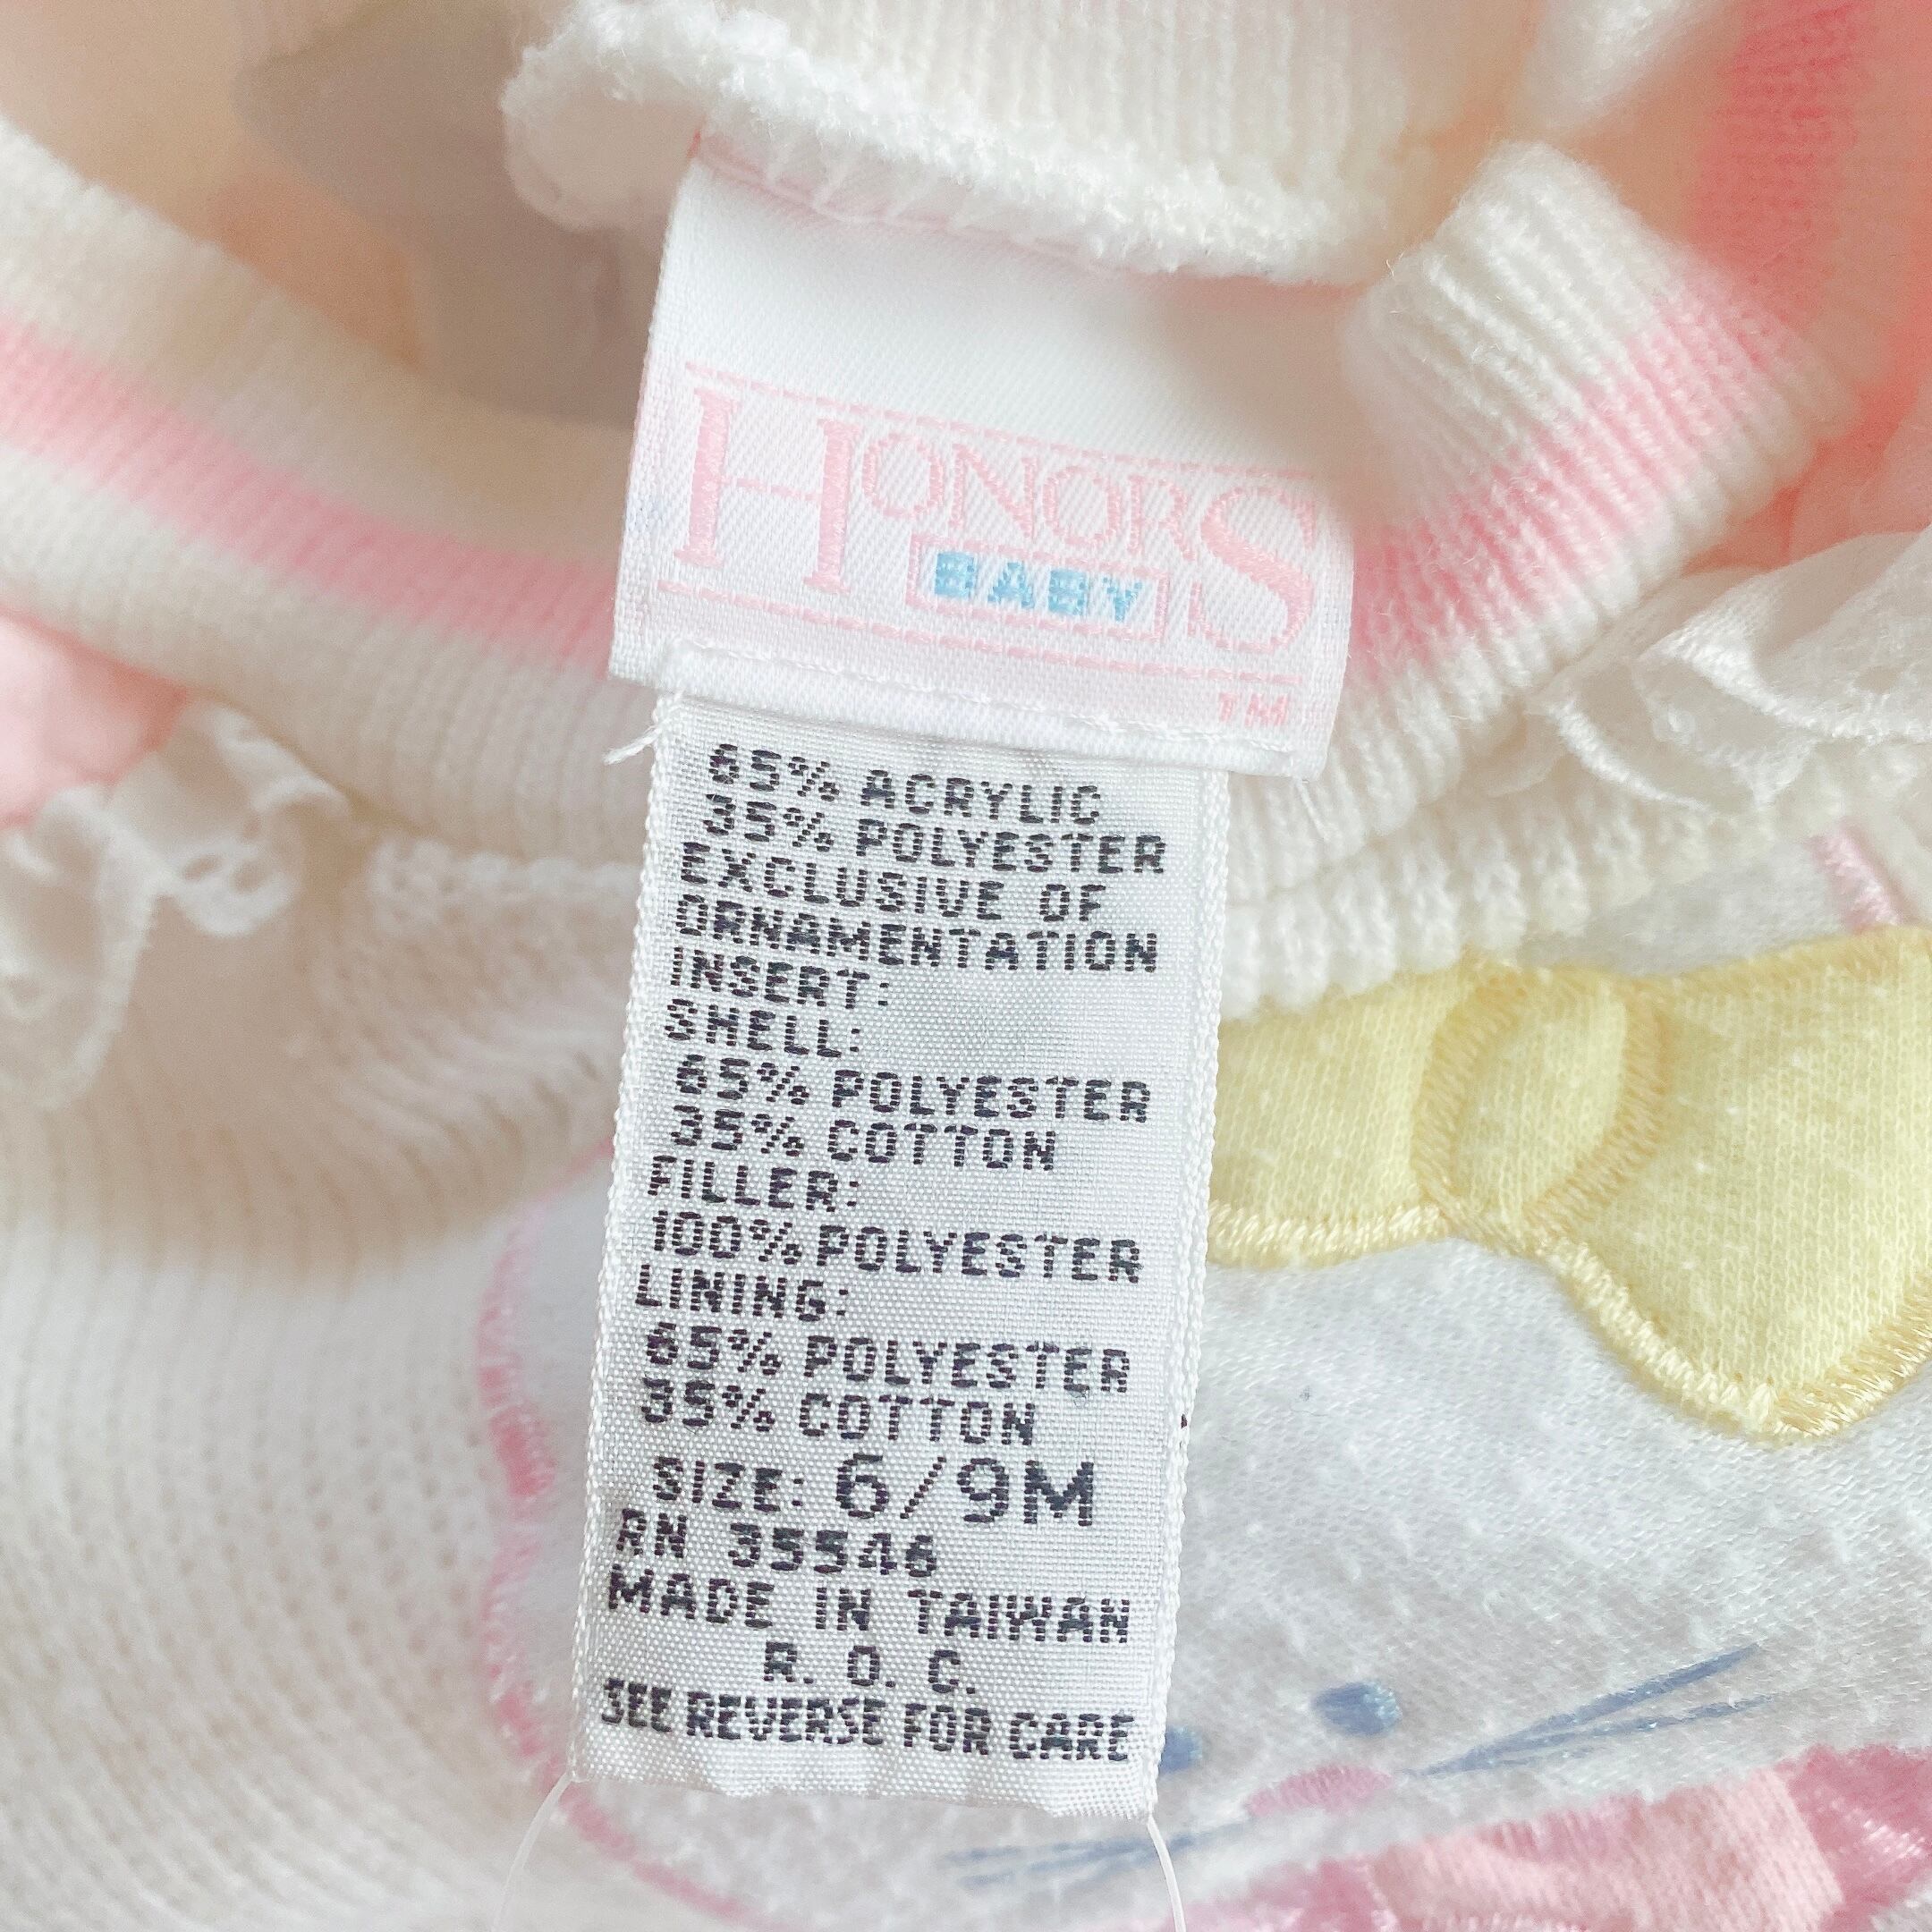 HONORS
BABY
TM
65% ACRYLIC
35% POLYESTER
EXCLUSIVE OF
ORNAMENTATION
INSERT:
SHELL:
65% POLYESTER
35% COTTON
FILLER:
100% POLYESTER
LINING:
65% POLYESTER
35% COTTON
SIZE: 6/9M
RN 35546
MADE IN TAIWAN
R. O. C.
SEE REVERSE FOR CARE